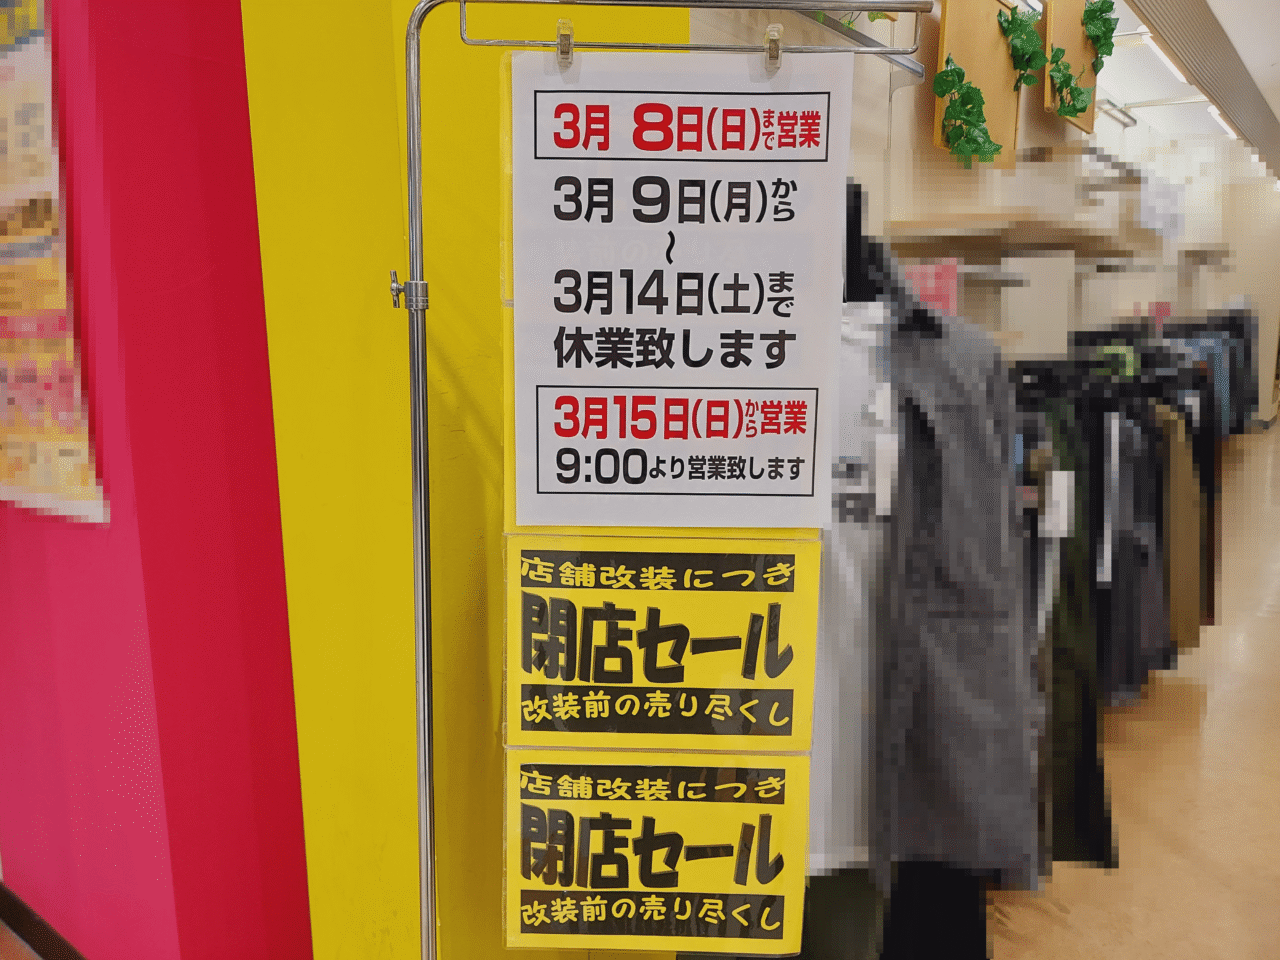 3月 8日(日)まで営業
3月 9日(月)から
～
3月14日(土)まで
休業致します
3月15日(日)から営業
9:00より営業致します
店舗改装につき
閉店セール
改装前の売り尽くし
店舗改装につき
閉店セール
改装前の売り尽くし